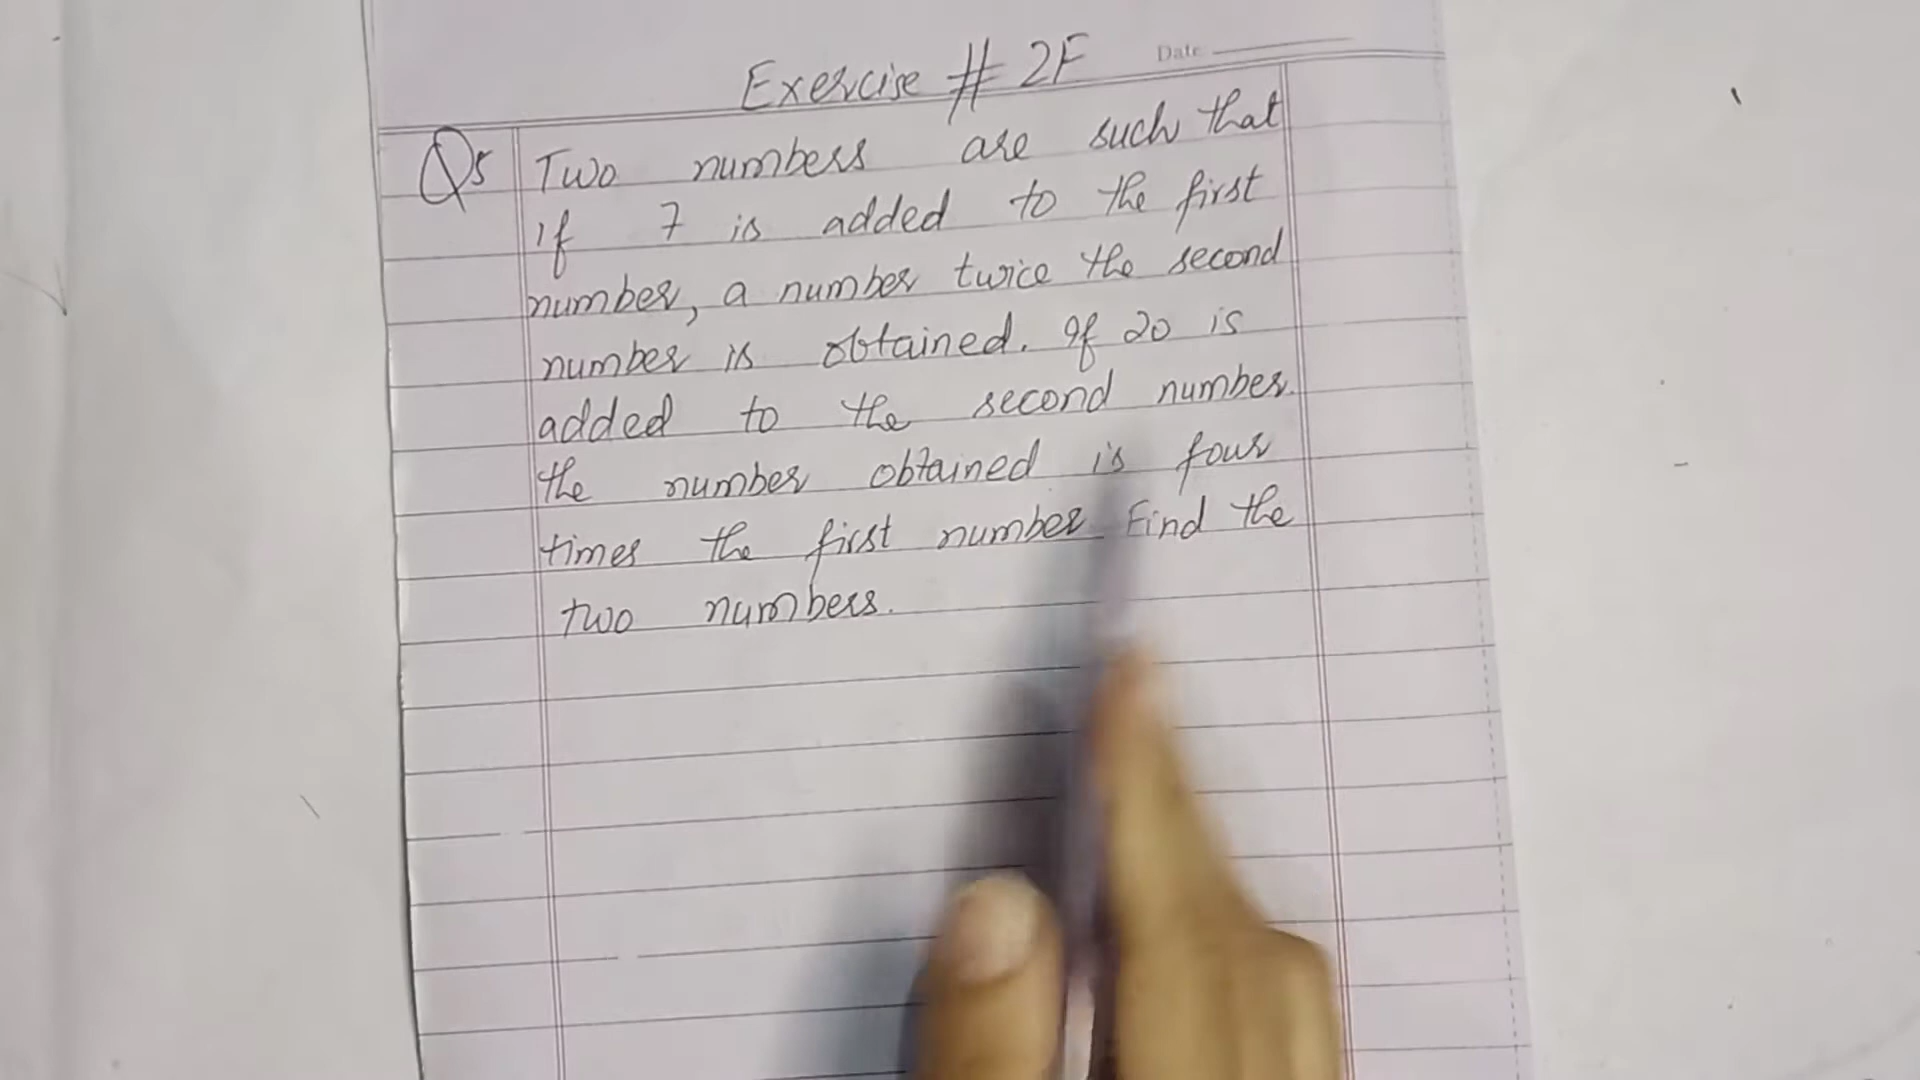 Exercise # 2F
Date
Q5 Two numbers are such that
if 7 is added to the first
number, a number twice the second
number is obtained. If 20 is
added to the second number.
the number obtained is four
times the first number Find the
two numbers.